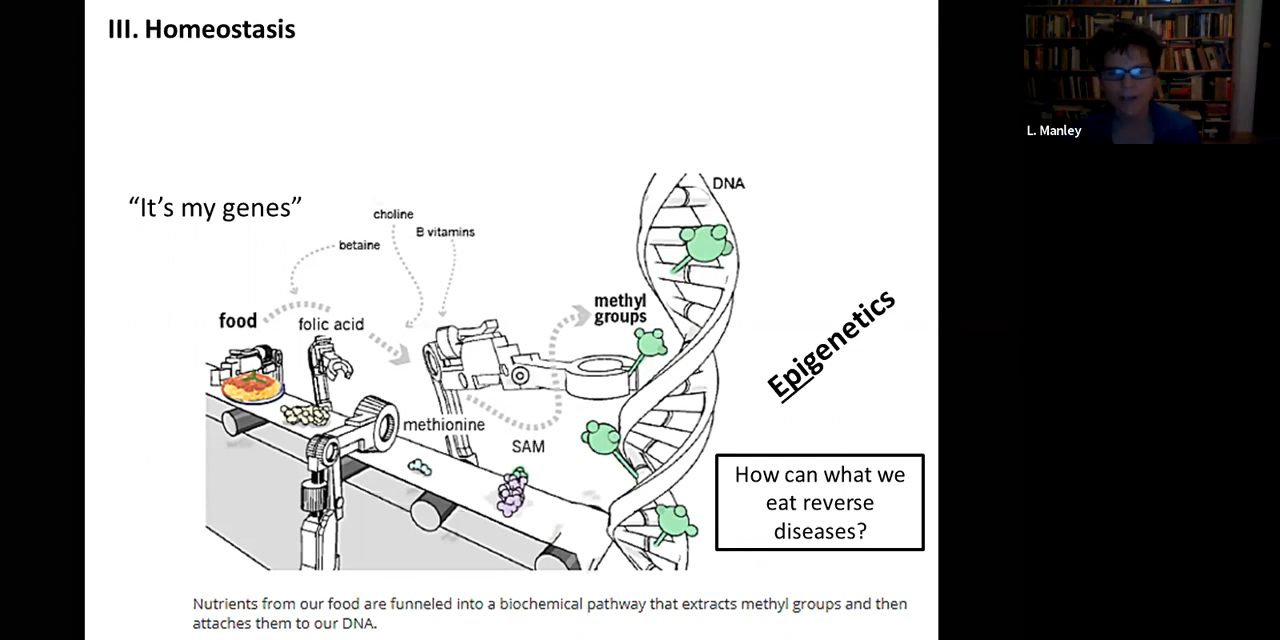 III. Homeostasis
L. Manley
DNA
“It’s my genes”
choline
B vitamins
betaine
methyl
groups
food
folic acid
Epigenetics
methionine
SAM
How can what we
eat reverse
diseases?
Nutrients from our food are funneled into a biochemical pathway that extracts methyl groups and then
attaches them to our DNA.